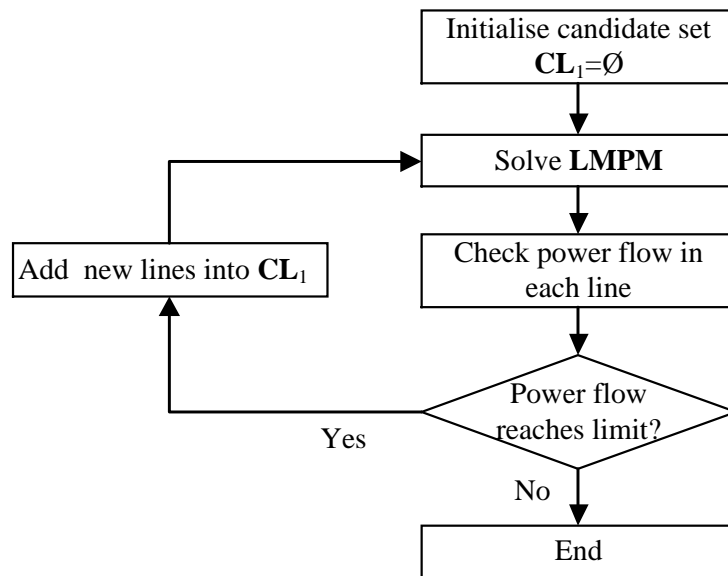 Initialise candidate set
CL₁=Ø
Solve LMPM
Add new lines into CL₁
Check power flow in
each line
Power flow
reaches limit?
Yes
No
End